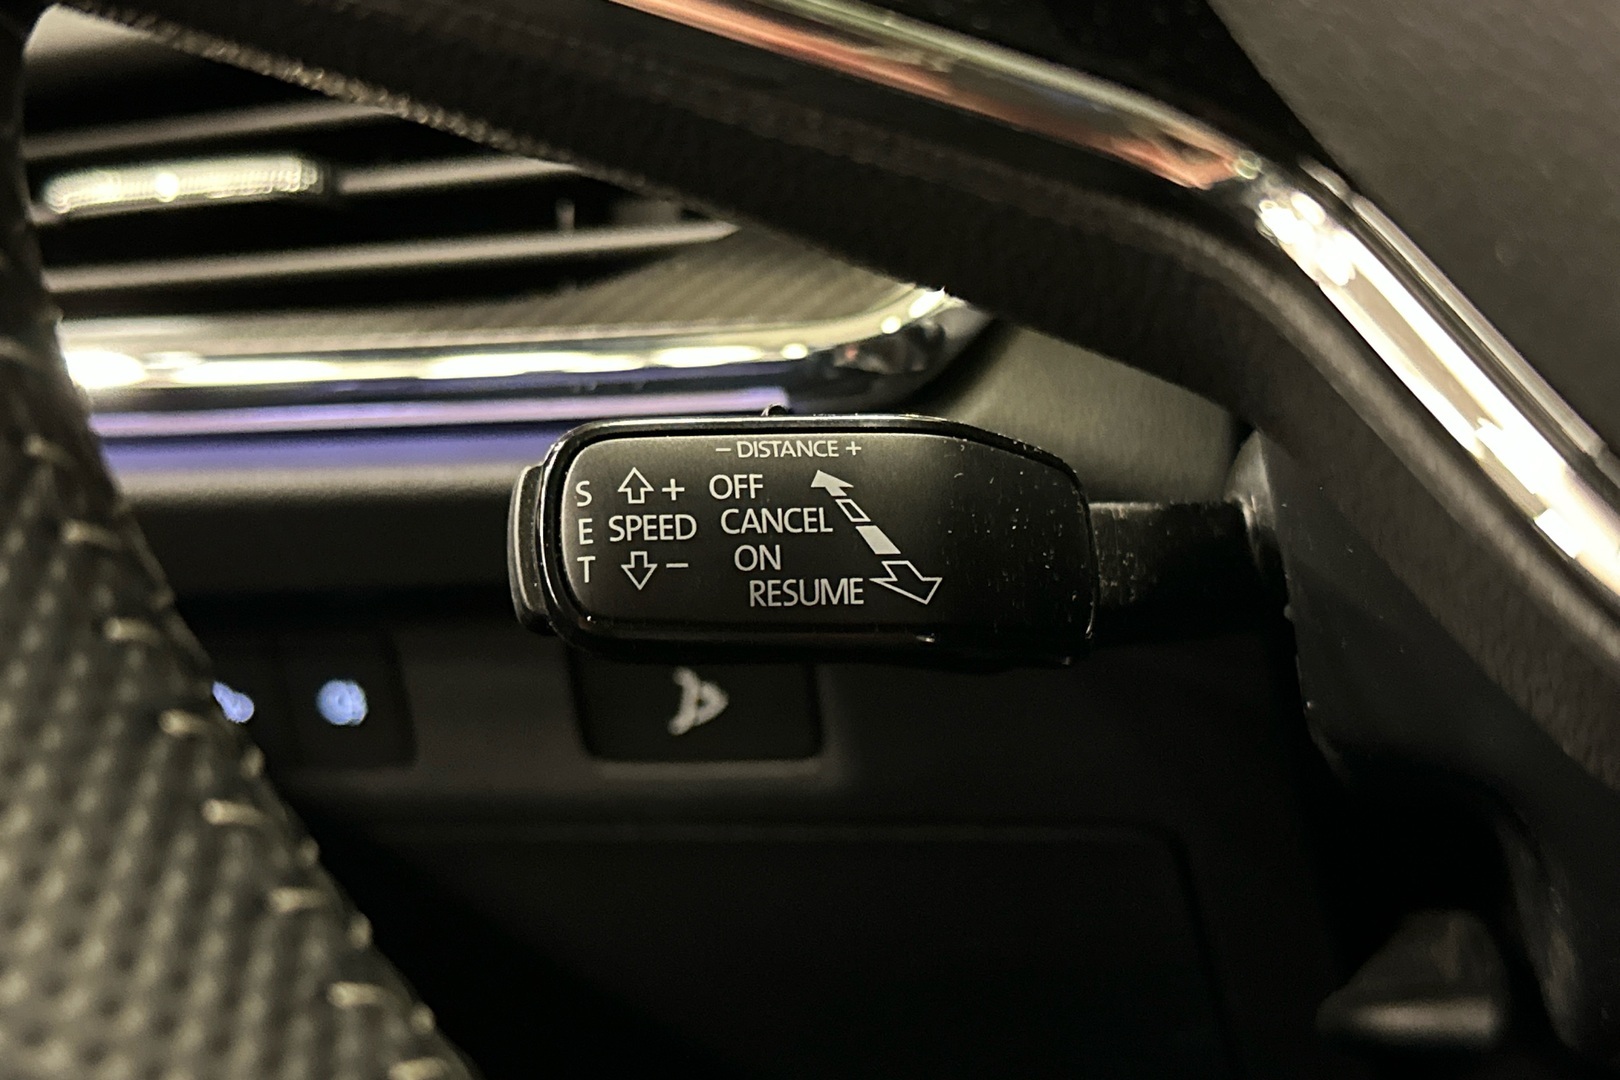 − DISTANCE +
S + OFF
E SPEED CANCEL
T − ON
RESUME